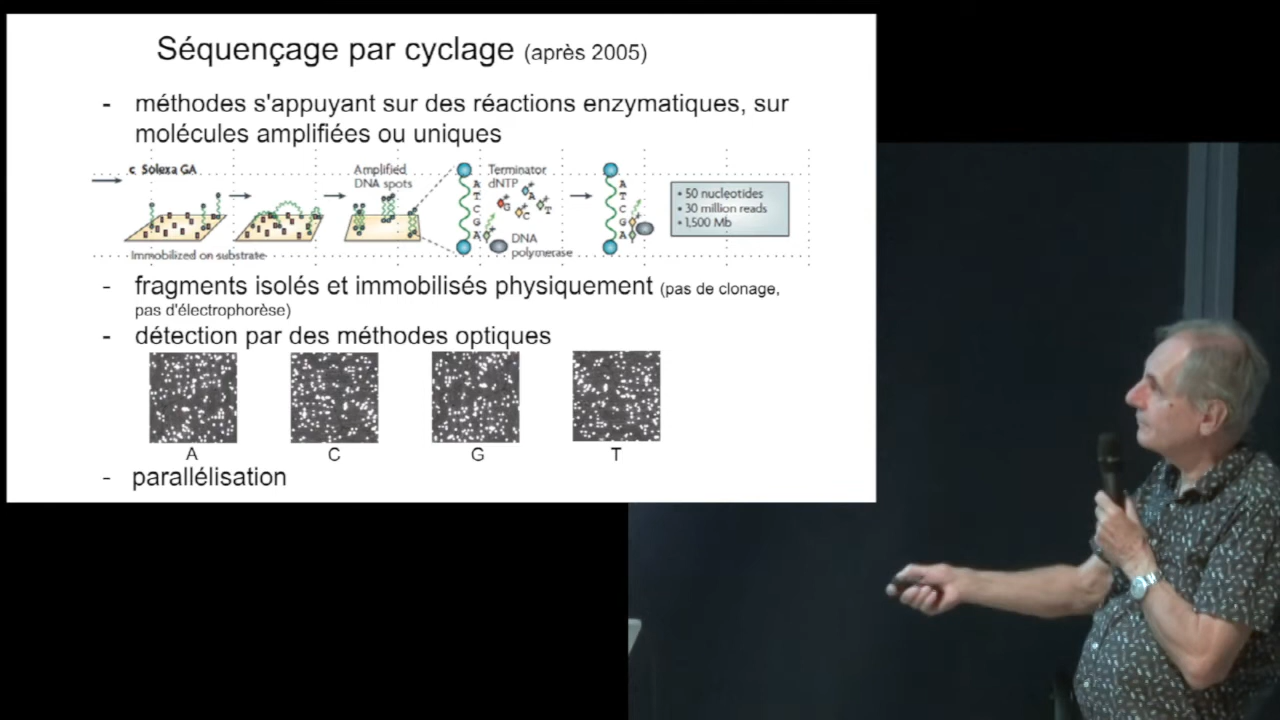 Séquençage par cyclage (après 2005)
- méthodes s'appuyant sur des réactions enzymatiques, sur
molécules amplifiées ou uniques
c Solexa GA
Immobilized on substrate
Amplified
DNA spots
A
T
C
G
A
Terminator
dNTP
G
A
C
T
DNA
polymerase
A
T
C
G
A
• 50 nucleotides
• 30 million reads
• 1,500 Mb
- fragments isolés et immobilisés physiquement (pas de clonage,
pas d'électrophorèse)
- détection par des méthodes optiques
A C G T
- parallélisation